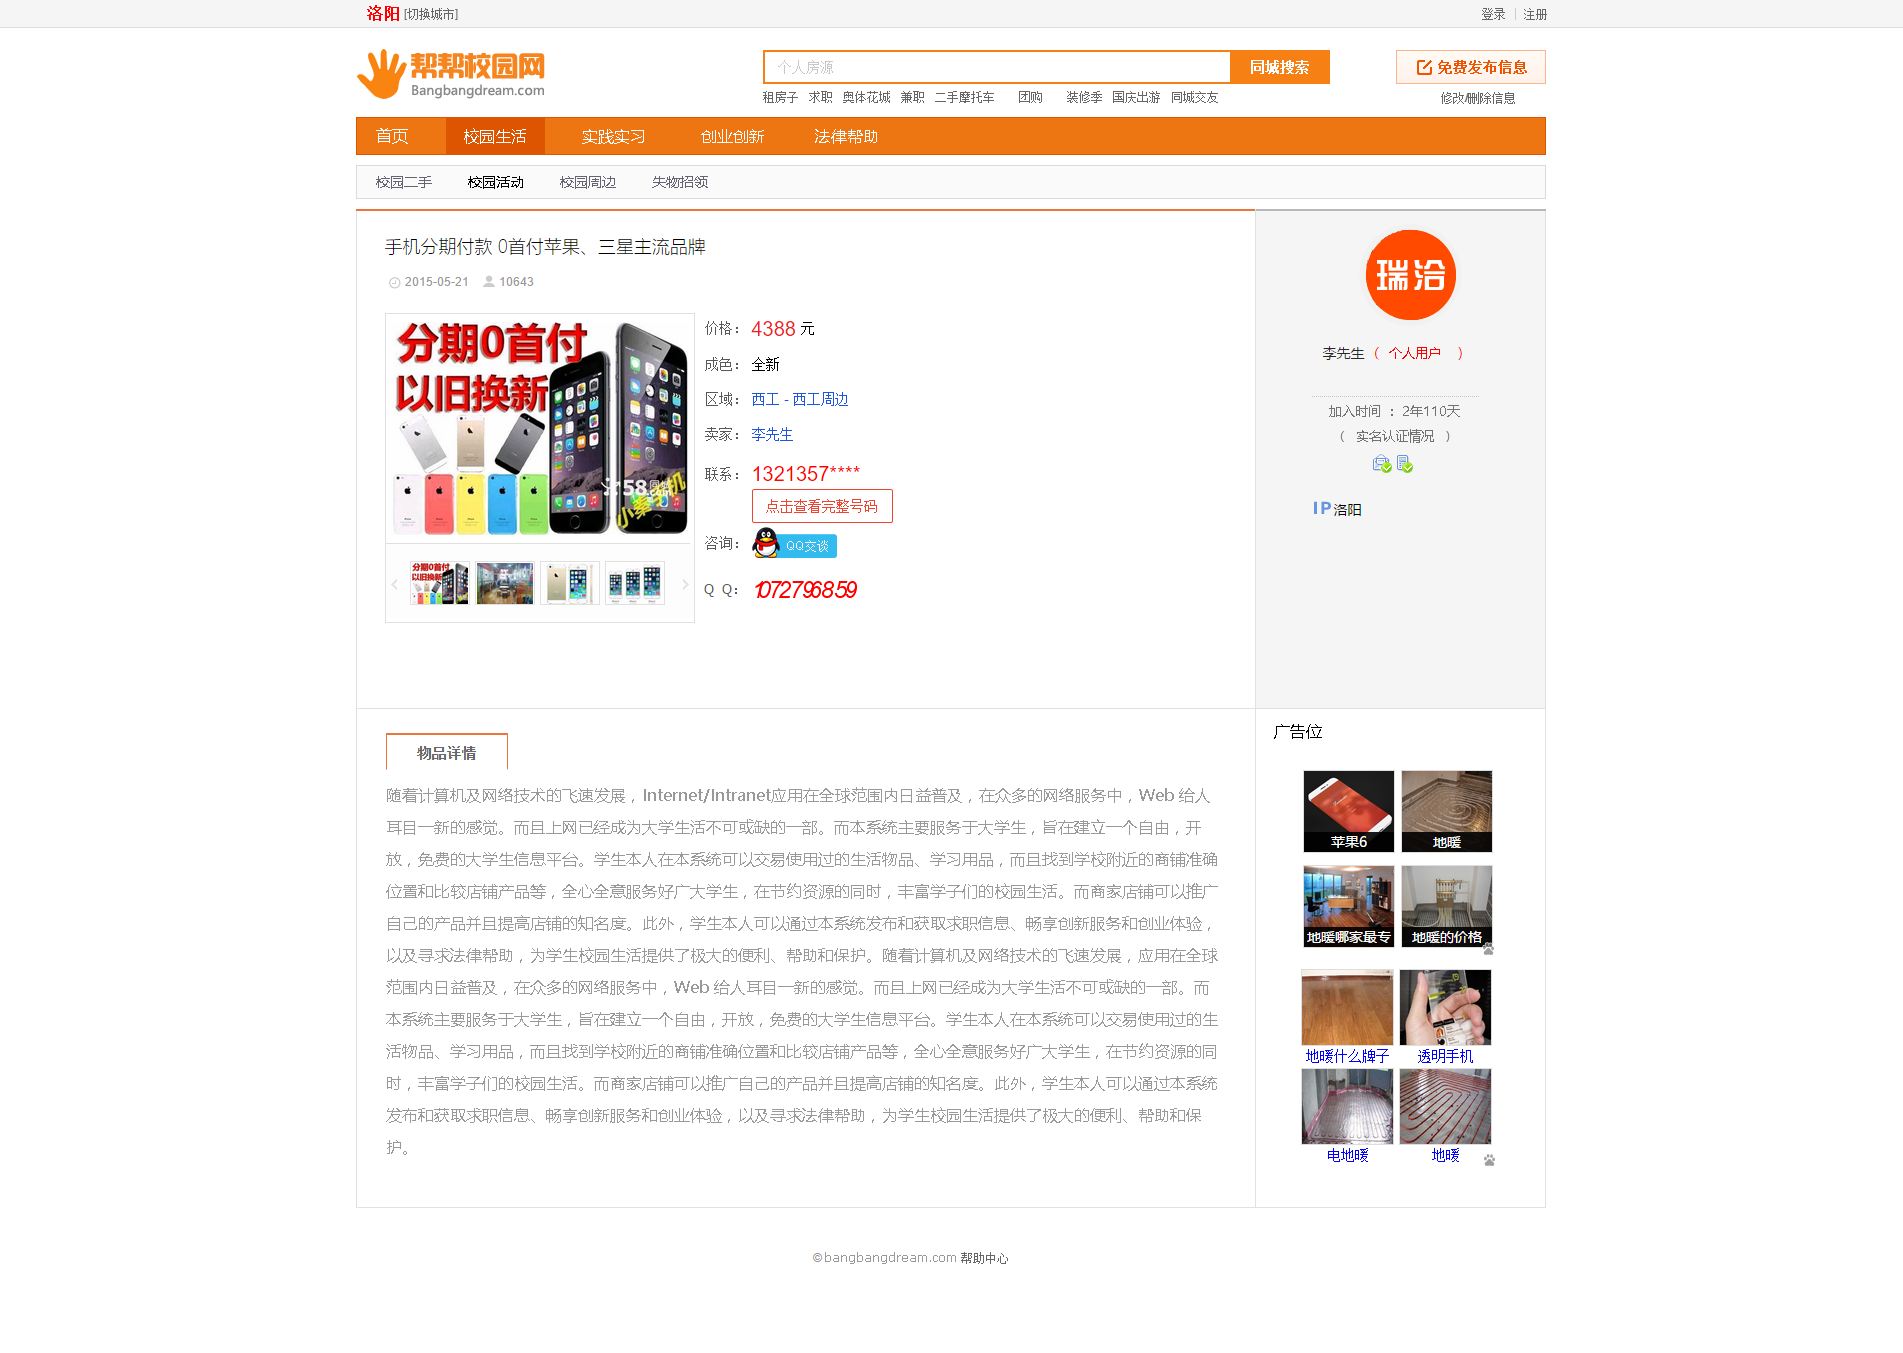 洛阳 [切换城市]
登录 | 注册
帮帮校园网
Bangbangdream.com
个人房源
同城搜索
免费发布信息
租房子 求职 奥体花城 兼职 二手摩托车 团购 装修季 国庆出游 同城交友
修改/删除信息
首页 校园生活 实践实习 创业创新 法律帮助
校园二手 校园活动 校园周边 失物招领
手机分期付款 0首付苹果、三星主流品牌
2015-05-21 10643
分期0首付
以旧换新
58同城
小秦手机
分期0首付
以旧换新
价格： 4388 元
成色： 全新
区域： 西工 - 西工周边
卖家： 李先生
联系： 1321357****
点击查看完整号码
咨询： QQ交谈
Q Q： 1072796859
瑞洽
李先生 （ 个人用户 ）
加入时间 ： 2年110天
（ 实名认证情况 ）
IP 洛阳
物品详情
随着计算机及网络技术的飞速发展，Internet/Intranet应用在全球范围内日益普及，在众多的网络服务中，Web 给人
耳目一新的感觉。而且上网已经成为大学生活不可或缺的一部。而本系统主要服务于大学生，旨在建立一个自由，开
放，免费的大学生信息平台。学生本人在本系统可以交易使用过的生活物品、学习用品，而且找到学校附近的商铺准确
位置和比较店铺产品等，全心全意服务好广大学生，在节约资源的同时，丰富学子们的校园生活。而商家店铺可以推广
自己的产品并且提高店铺的知名度。此外，学生本人可以通过本系统发布和获取求职信息、畅享创新服务和创业体验，
以及寻求法律帮助，为学生校园生活提供了极大的便利、帮助和保护。随着计算机及网络技术的飞速发展，应用在全球
范围内日益普及，在众多的网络服务中，Web 给人耳目一新的感觉。而且上网已经成为大学生活不可或缺的一部。而
本系统主要服务于大学生，旨在建立一个自由，开放，免费的大学生信息平台。学生本人在本系统可以交易使用过的生
活物品、学习用品，而且找到学校附近的商铺准确位置和比较店铺产品等，全心全意服务好广大学生，在节约资源的同
时，丰富学子们的校园生活。而商家店铺可以推广自己的产品并且提高店铺的知名度。此外，学生本人可以通过本系统
发布和获取求职信息、畅享创新服务和创业体验，以及寻求法律帮助，为学生校园生活提供了极大的便利、帮助和保
护。
广告位
苹果6 地暖
地暖哪家最专 地暖的价格
地暖什么牌子 透明手机
电地暖 地暖
©bangbangdream.com 帮助中心